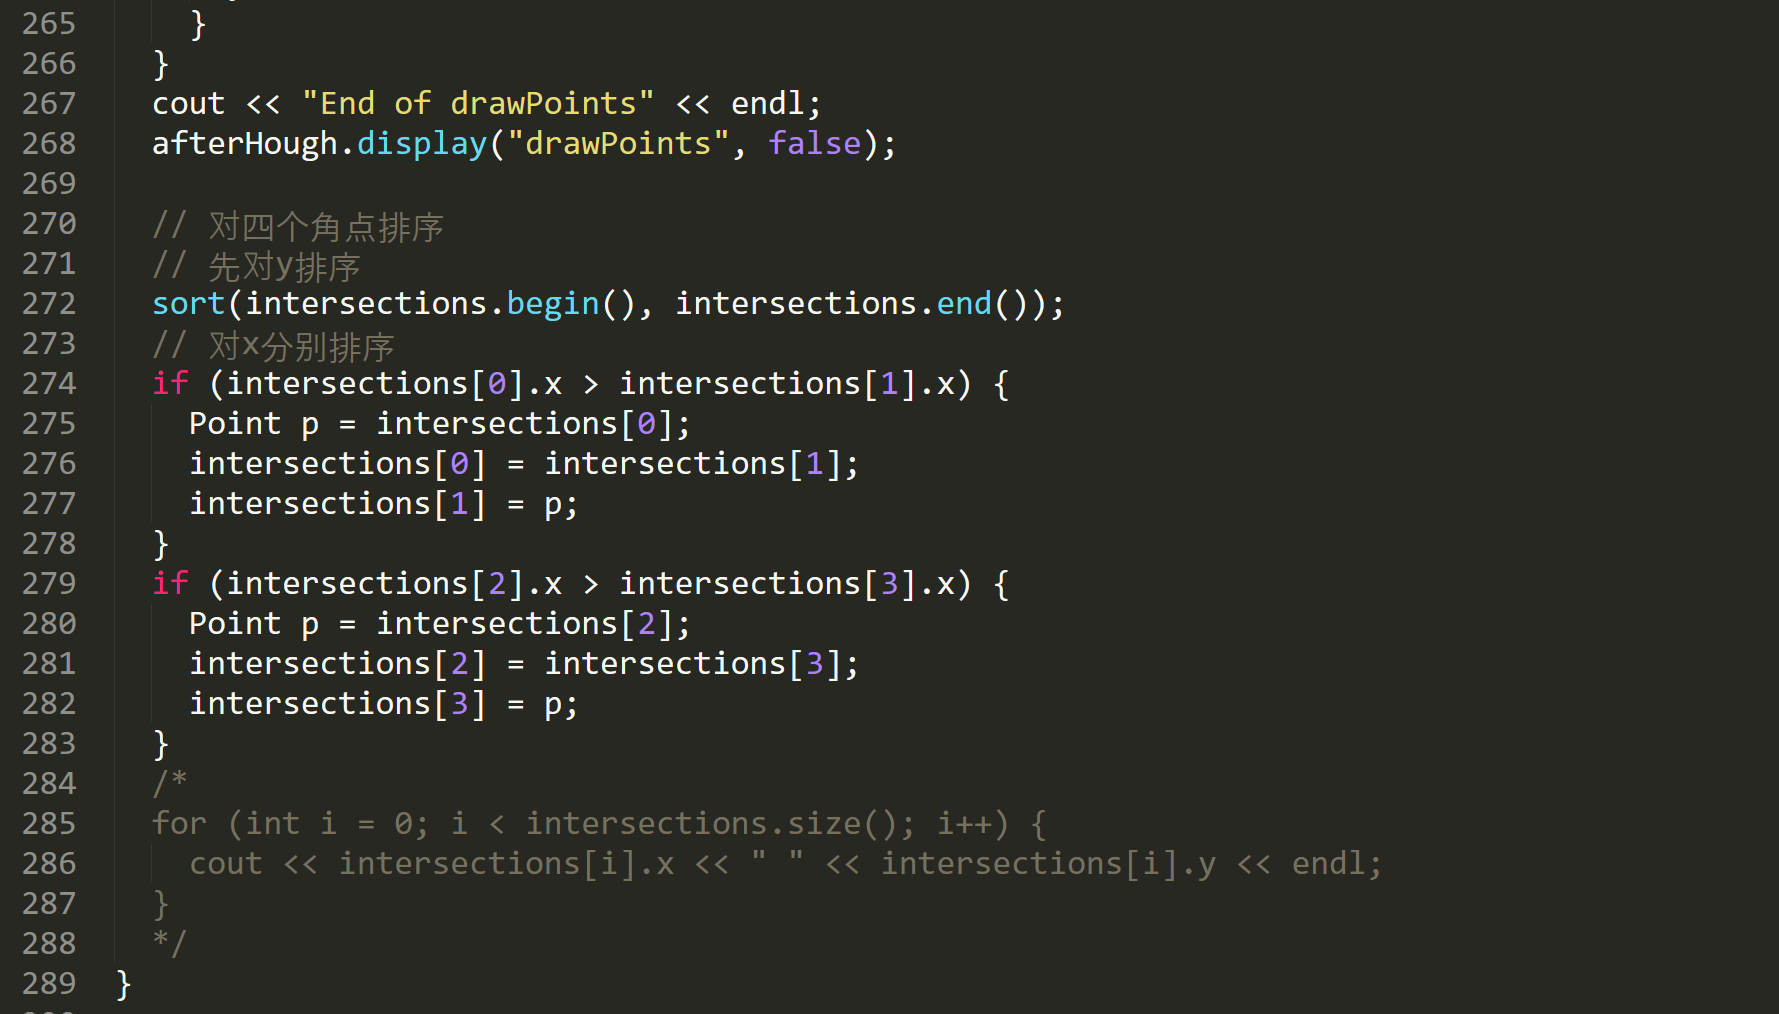 265       }
266     }
267     cout << "End of drawPoints" << endl;
268     afterHough.display("drawPoints", false);
269
270     // 对四个角点排序
271     // 先对y排序
272     sort(intersections.begin(), intersections.end());
273     // 对x分别排序
274     if (intersections[0].x > intersections[1].x) {
275       Point p = intersections[0];
276       intersections[0] = intersections[1];
277       intersections[1] = p;
278     }
279     if (intersections[2].x > intersections[3].x) {
280       Point p = intersections[2];
281       intersections[2] = intersections[3];
282       intersections[3] = p;
283     }
284     /*
285     for (int i = 0; i < intersections.size(); i++) {
286       cout << intersections[i].x << " " << intersections[i].y << endl;
287     }
288     */
289   }